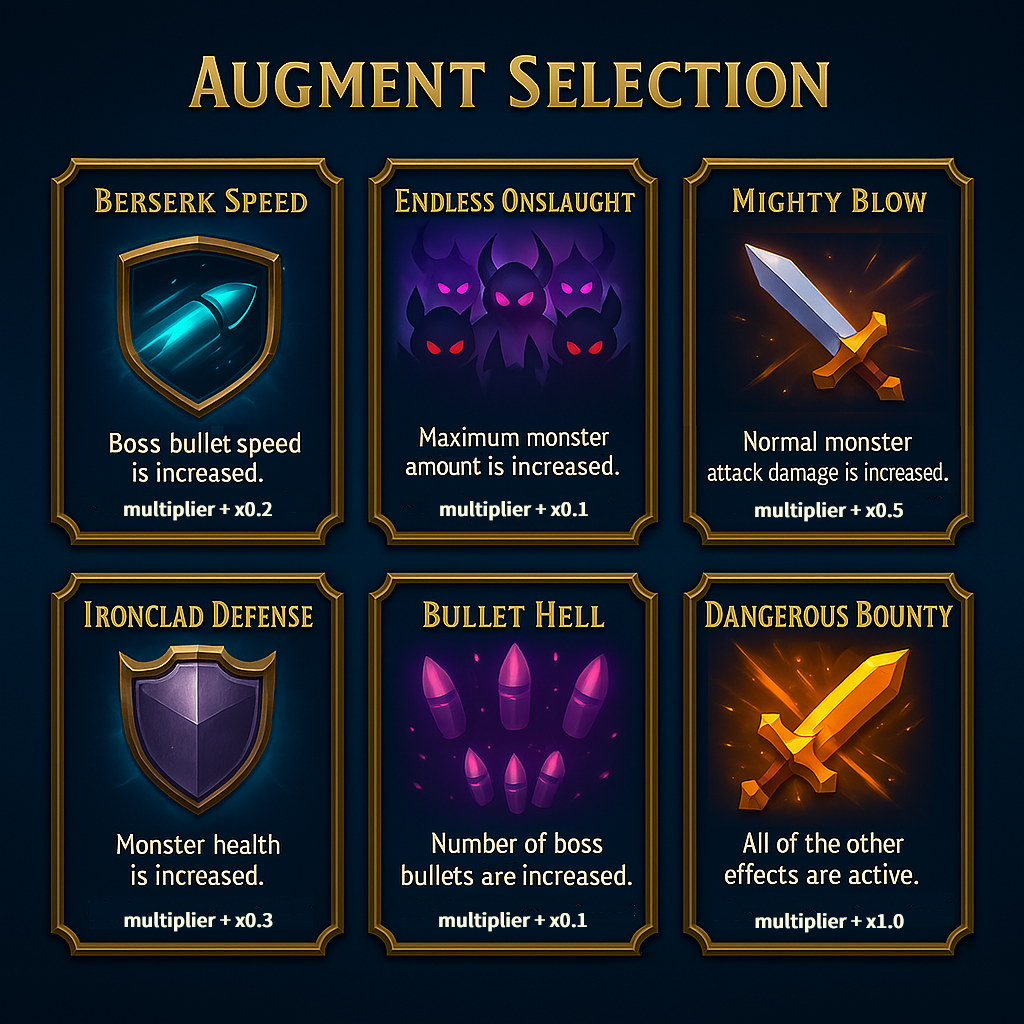 AUGMENT SELECTION
BERSERK SPEED
Boss bullet speed
is increased.
multiplier + x0.2
ENDLESS ONSLAUGHT
Maximum monster
amount is increased.
multiplier + x0.1
MIGHTY BLOW
Normal monster
attack damage is increased.
multiplier + x0.5
IRONCLAD DEFENSE
Monster health
is increased.
multiplier + x0.3
BULLET HELL
Number of boss
bullets are increased.
multiplier + x0.1
DANGEROUS BOUNTY
All of the other
effects are active.
multiplier + x1.0